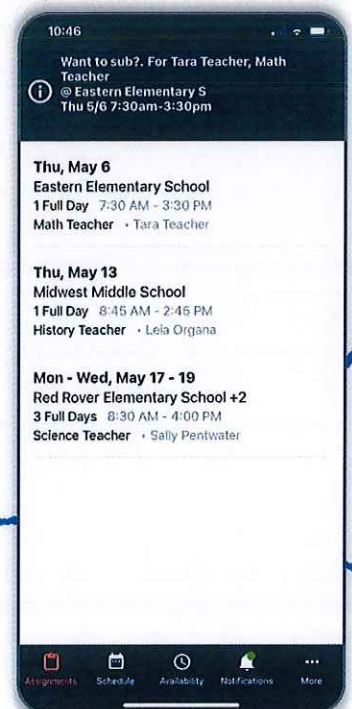 10:46
Want to sub?. For Tara Teacher, Math
Teacher
@ Eastern Elementary S
Thu 5/6 7:30am-3:30pm
Thu, May 6
Eastern Elementary School
1 Full Day 7:30 AM - 3:30 PM
Math Teacher • Tara Teacher
Thu, May 13
Midwest Middle School
1 Full Day 8:45 AM - 2:45 PM
History Teacher • Leia Organa
Mon - Wed, May 17 - 19
Red Rover Elementary School +2
3 Full Days 8:30 AM - 4:00 PM
Science Teacher • Sally Pentwater
Assignments Schedule Availability Notifications More